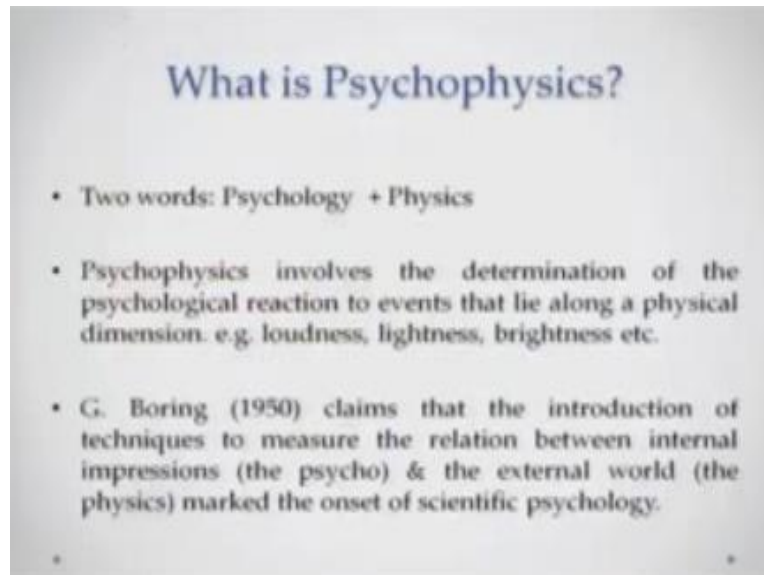 What is Psychophysics?
• Two words: Psychology + Physics
• Psychophysics involves the determination of the
psychological reaction to events that lie along a physical
dimension. e.g. loudness, lightness, brightness etc.
• G. Boring (1950) claims that the introduction of
techniques to measure the relation between internal
impressions (the psycho) & the external world (the
physics) marked the onset of scientific psychology.